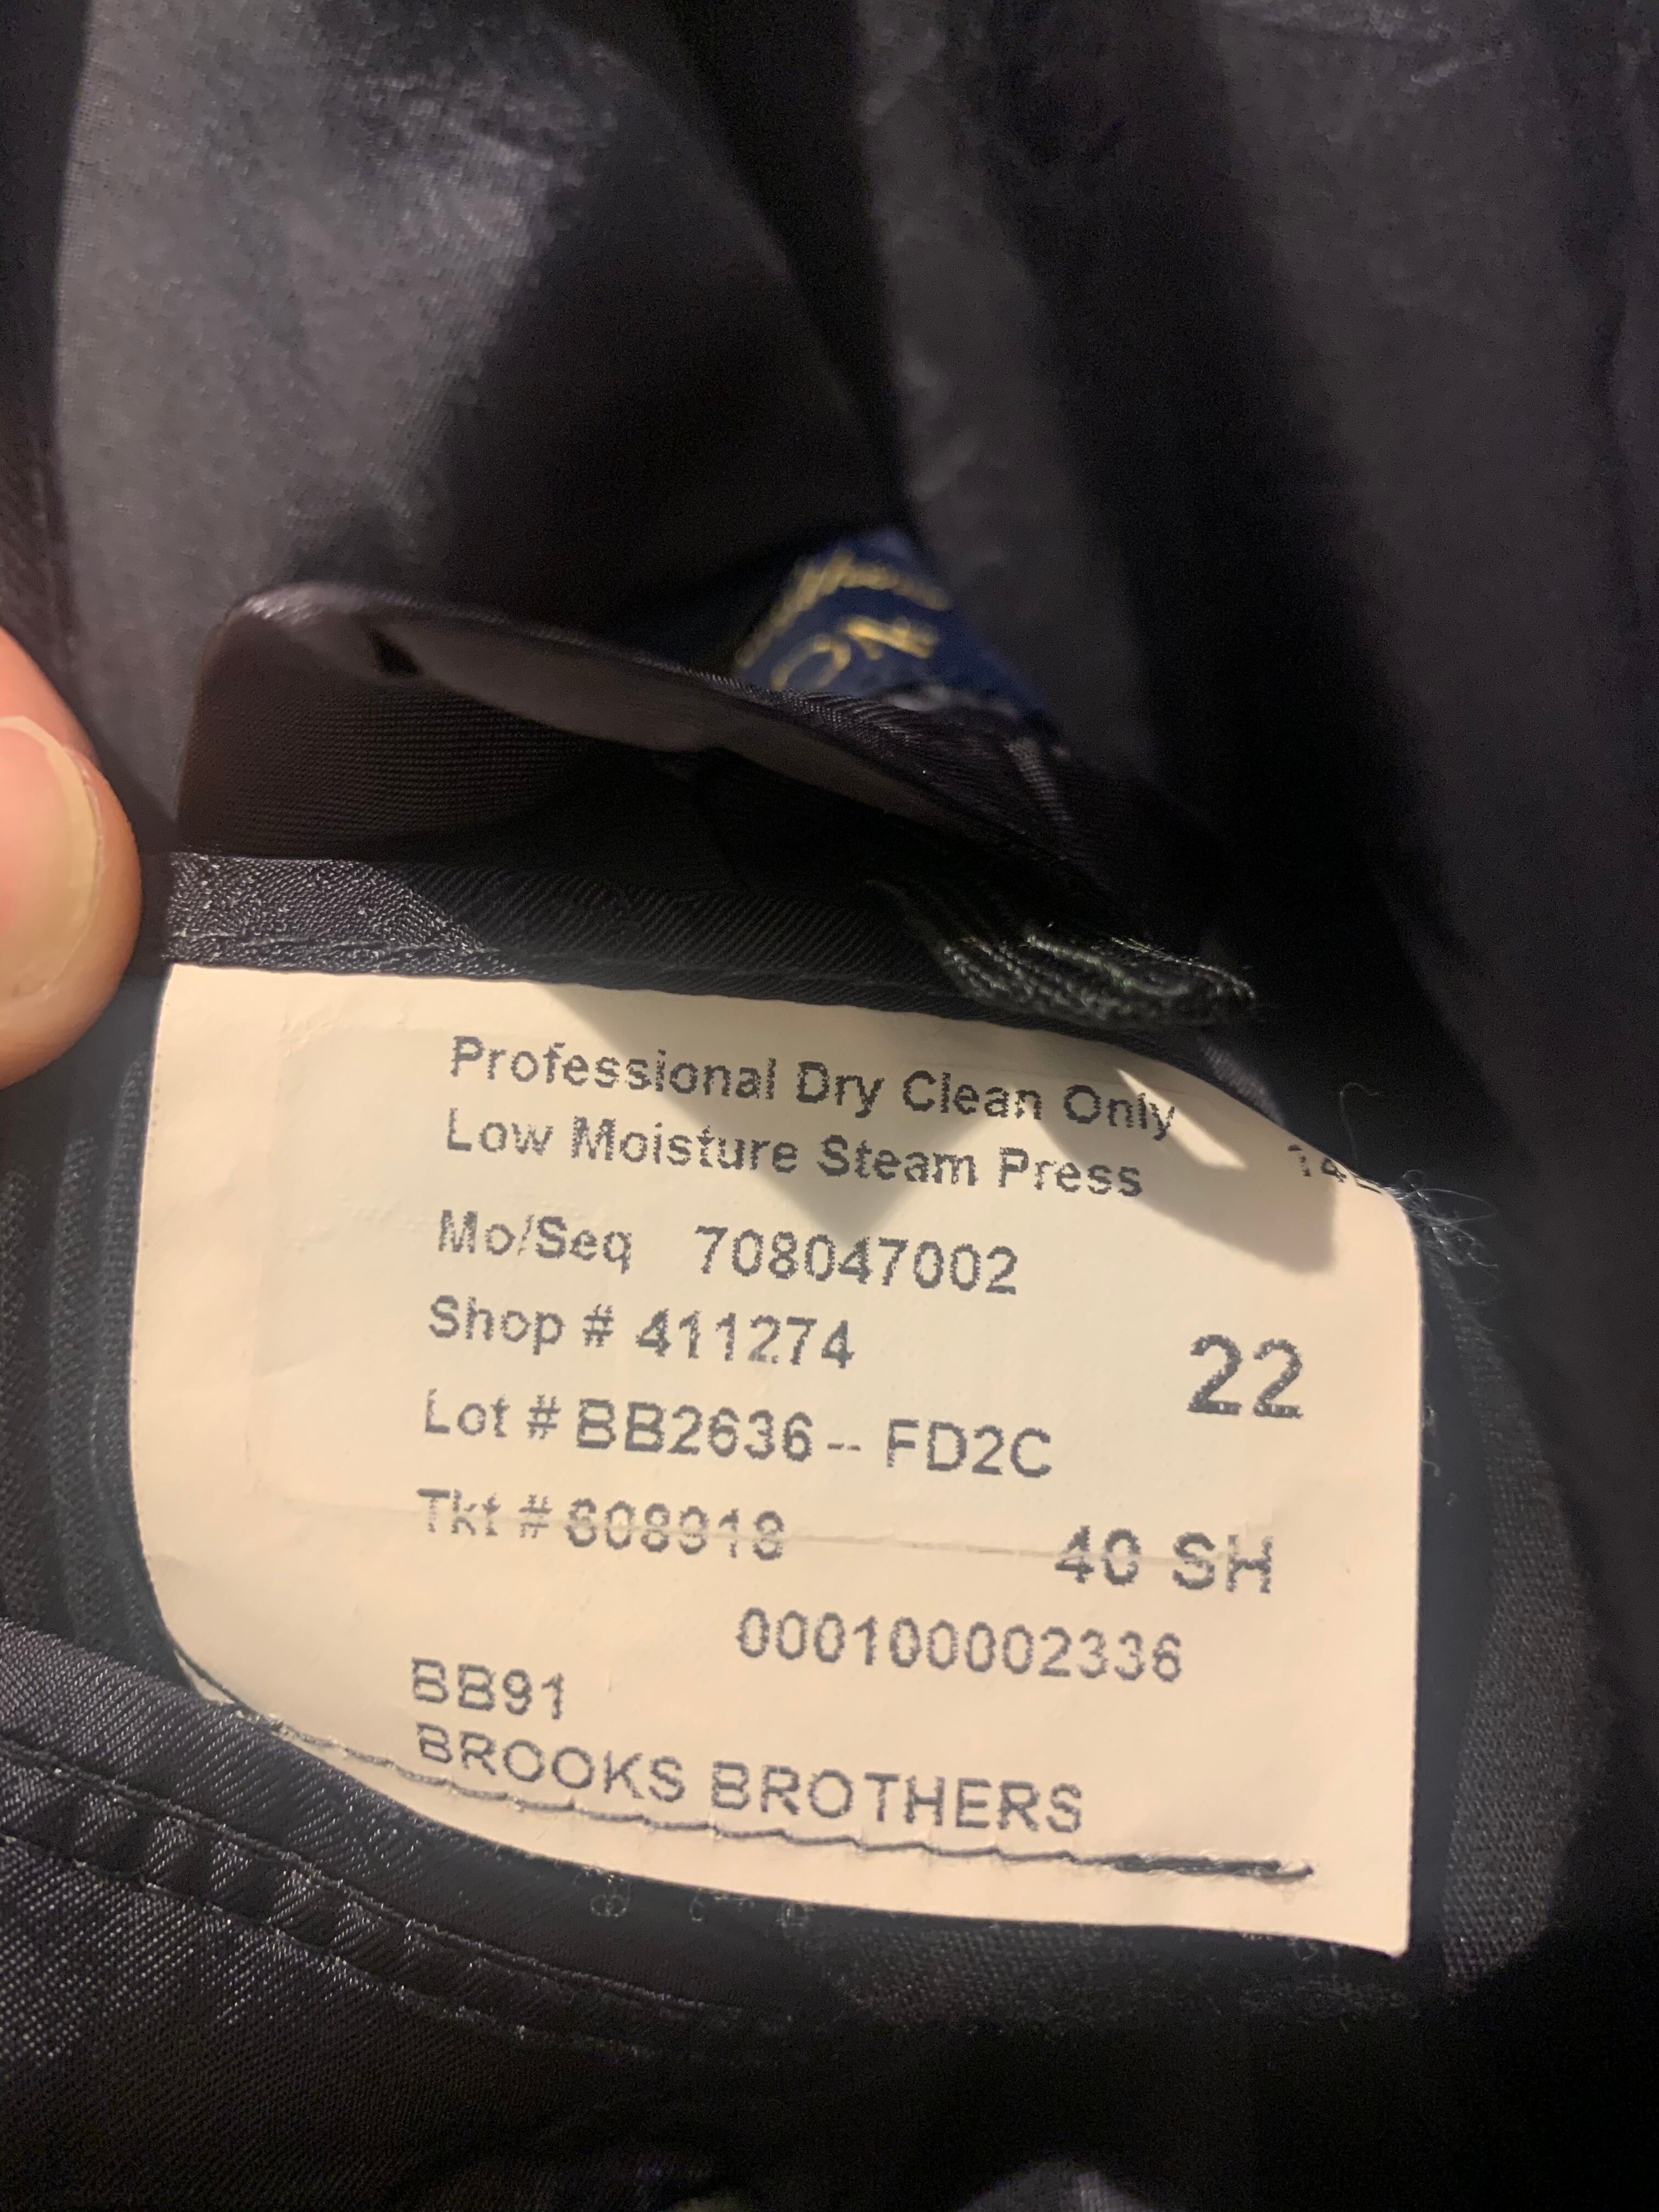 Professional Dry Clean Only
Low Moisture Steam Press
Mo/Seq 708047002
Shop # 411274
22
Lot # BB2636-- FD2C
Tkt # 608918
40 SH
000100002336
BB91
BROOKS BROTHERS